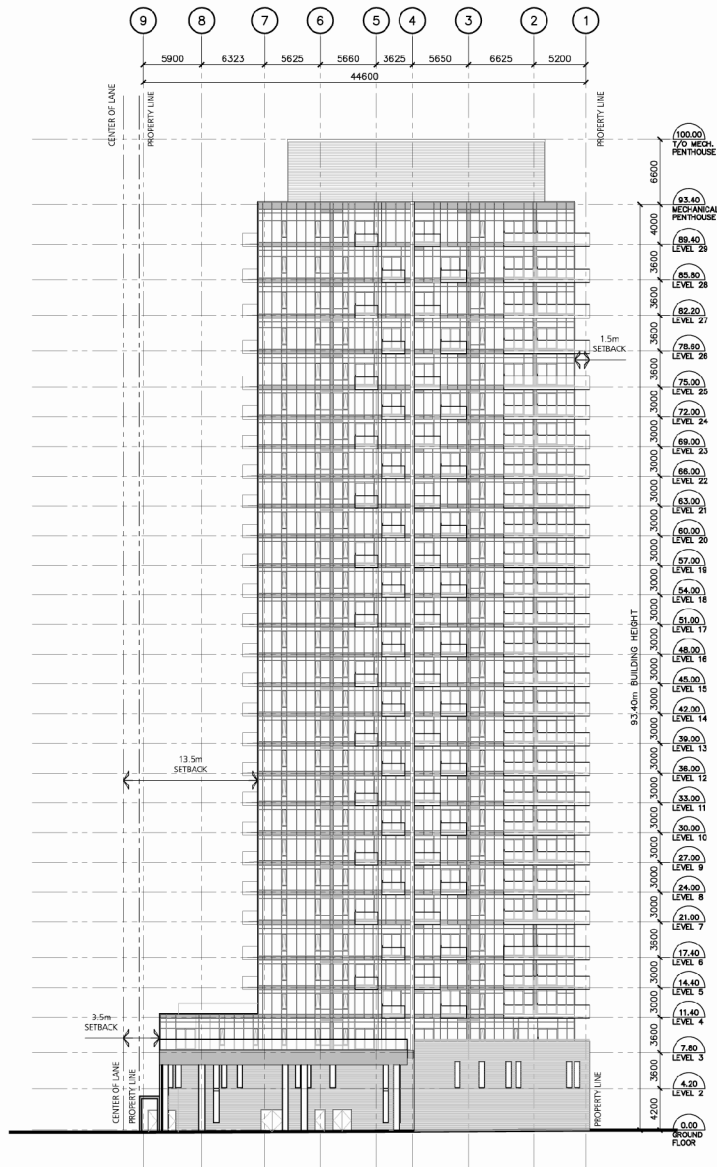 9 8 7 6 5 4 3 2 1
5900 6323 5625 5660 3625 5650 6625 5200
44600
CENTER OF LANE
PROPERTY LINE
PROPERTY LINE
100.00
T/O MECH.
PENTHOUSE
6600
93.40
MECHANICAL
PENTHOUSE
4000
89.40
LEVEL 29
3600
85.80
LEVEL 28
3600
82.20
LEVEL 27
3600
78.60
LEVEL 26
1.5m
SETBACK
3600
75.00
LEVEL 25
3000
72.00
LEVEL 24
3000
69.00
LEVEL 23
3000
66.00
LEVEL 22
3000
63.00
LEVEL 21
3000
60.00
LEVEL 20
3000
57.00
LEVEL 19
3000
54.00
LEVEL 18
3000
51.00
LEVEL 17
3000
48.00
LEVEL 16
3000
45.00
LEVEL 15
93.40m BUILDING HEIGHT
3000
42.00
LEVEL 14
3000
39.00
LEVEL 13
13.5m
SETBACK
3000
36.00
LEVEL 12
3000
33.00
LEVEL 11
3000
30.00
LEVEL 10
3000
27.00
LEVEL 9
3000
24.00
LEVEL 8
3000
21.00
LEVEL 7
3600
17.40
LEVEL 6
3000
14.40
LEVEL 5
3000
11.40
LEVEL 4
3.5m
SETBACK
3600
7.80
LEVEL 3
3600
4.20
LEVEL 2
4200
CENTER OF LANE
PROPERTY LINE
PROPERTY LINE
0.00
GROUND
FLOOR